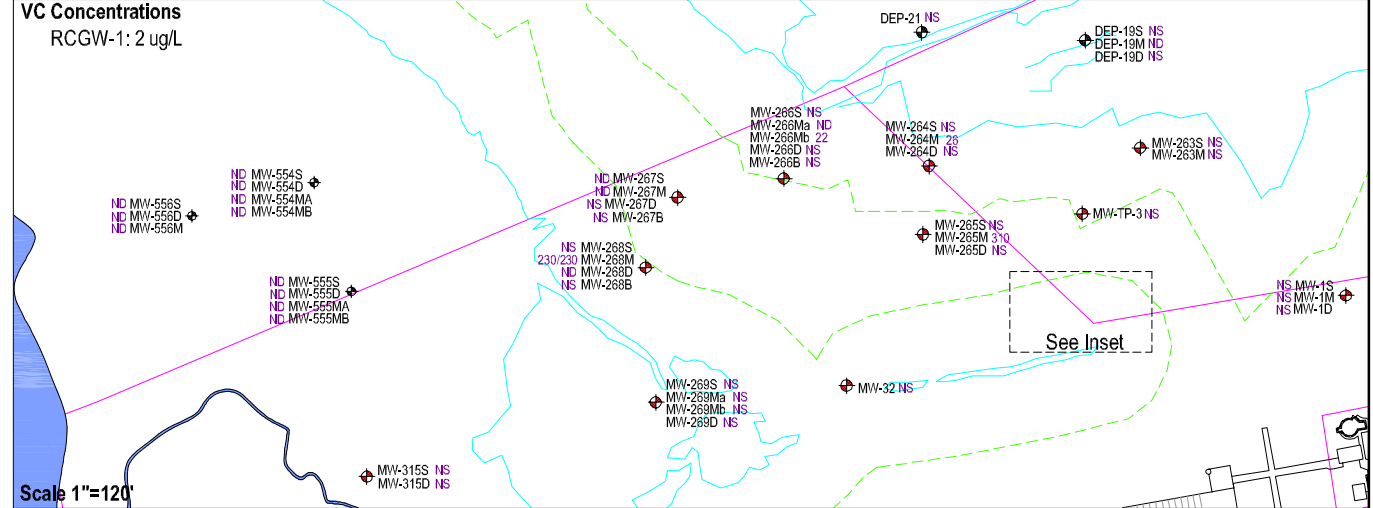 VC Concentrations
RCGW-1: 2 ug/L
DEP-21 NS
DEP-19S NS
DEP-19M ND
DEP-19D NS
MW-266S NS
MW-266Ma ND
MW-266Mb 22
MW-266D NS
MW-266B NS
MW-264S NS
MW-264M 26
MW-264D NS
MW-263S NS
MW-263M NS
ND MW-554S
ND MW-554D
ND MW-554MA
ND MW-554MB
ND MW-556S
ND MW-556D
ND MW-556M
ND MW-267S
ND MW-267M
NS MW-267D
NS MW-267B
MW-TP-3 NS
MW-265S NS
MW-265M 310
MW-265D NS
NS MW-268S
230/230 MW-268M
ND MW-268D
NS MW-268B
ND MW-555S
ND MW-555D
ND MW-555MA
ND MW-555MB
NS MW-1S
NS MW-1M
NS MW-1D
See Inset
MW-269S NS
MW-269Ma NS
MW-269Mb NS
MW-269D NS
MW-32 NS
MW-315S NS
MW-315D NS
Scale 1"=120'